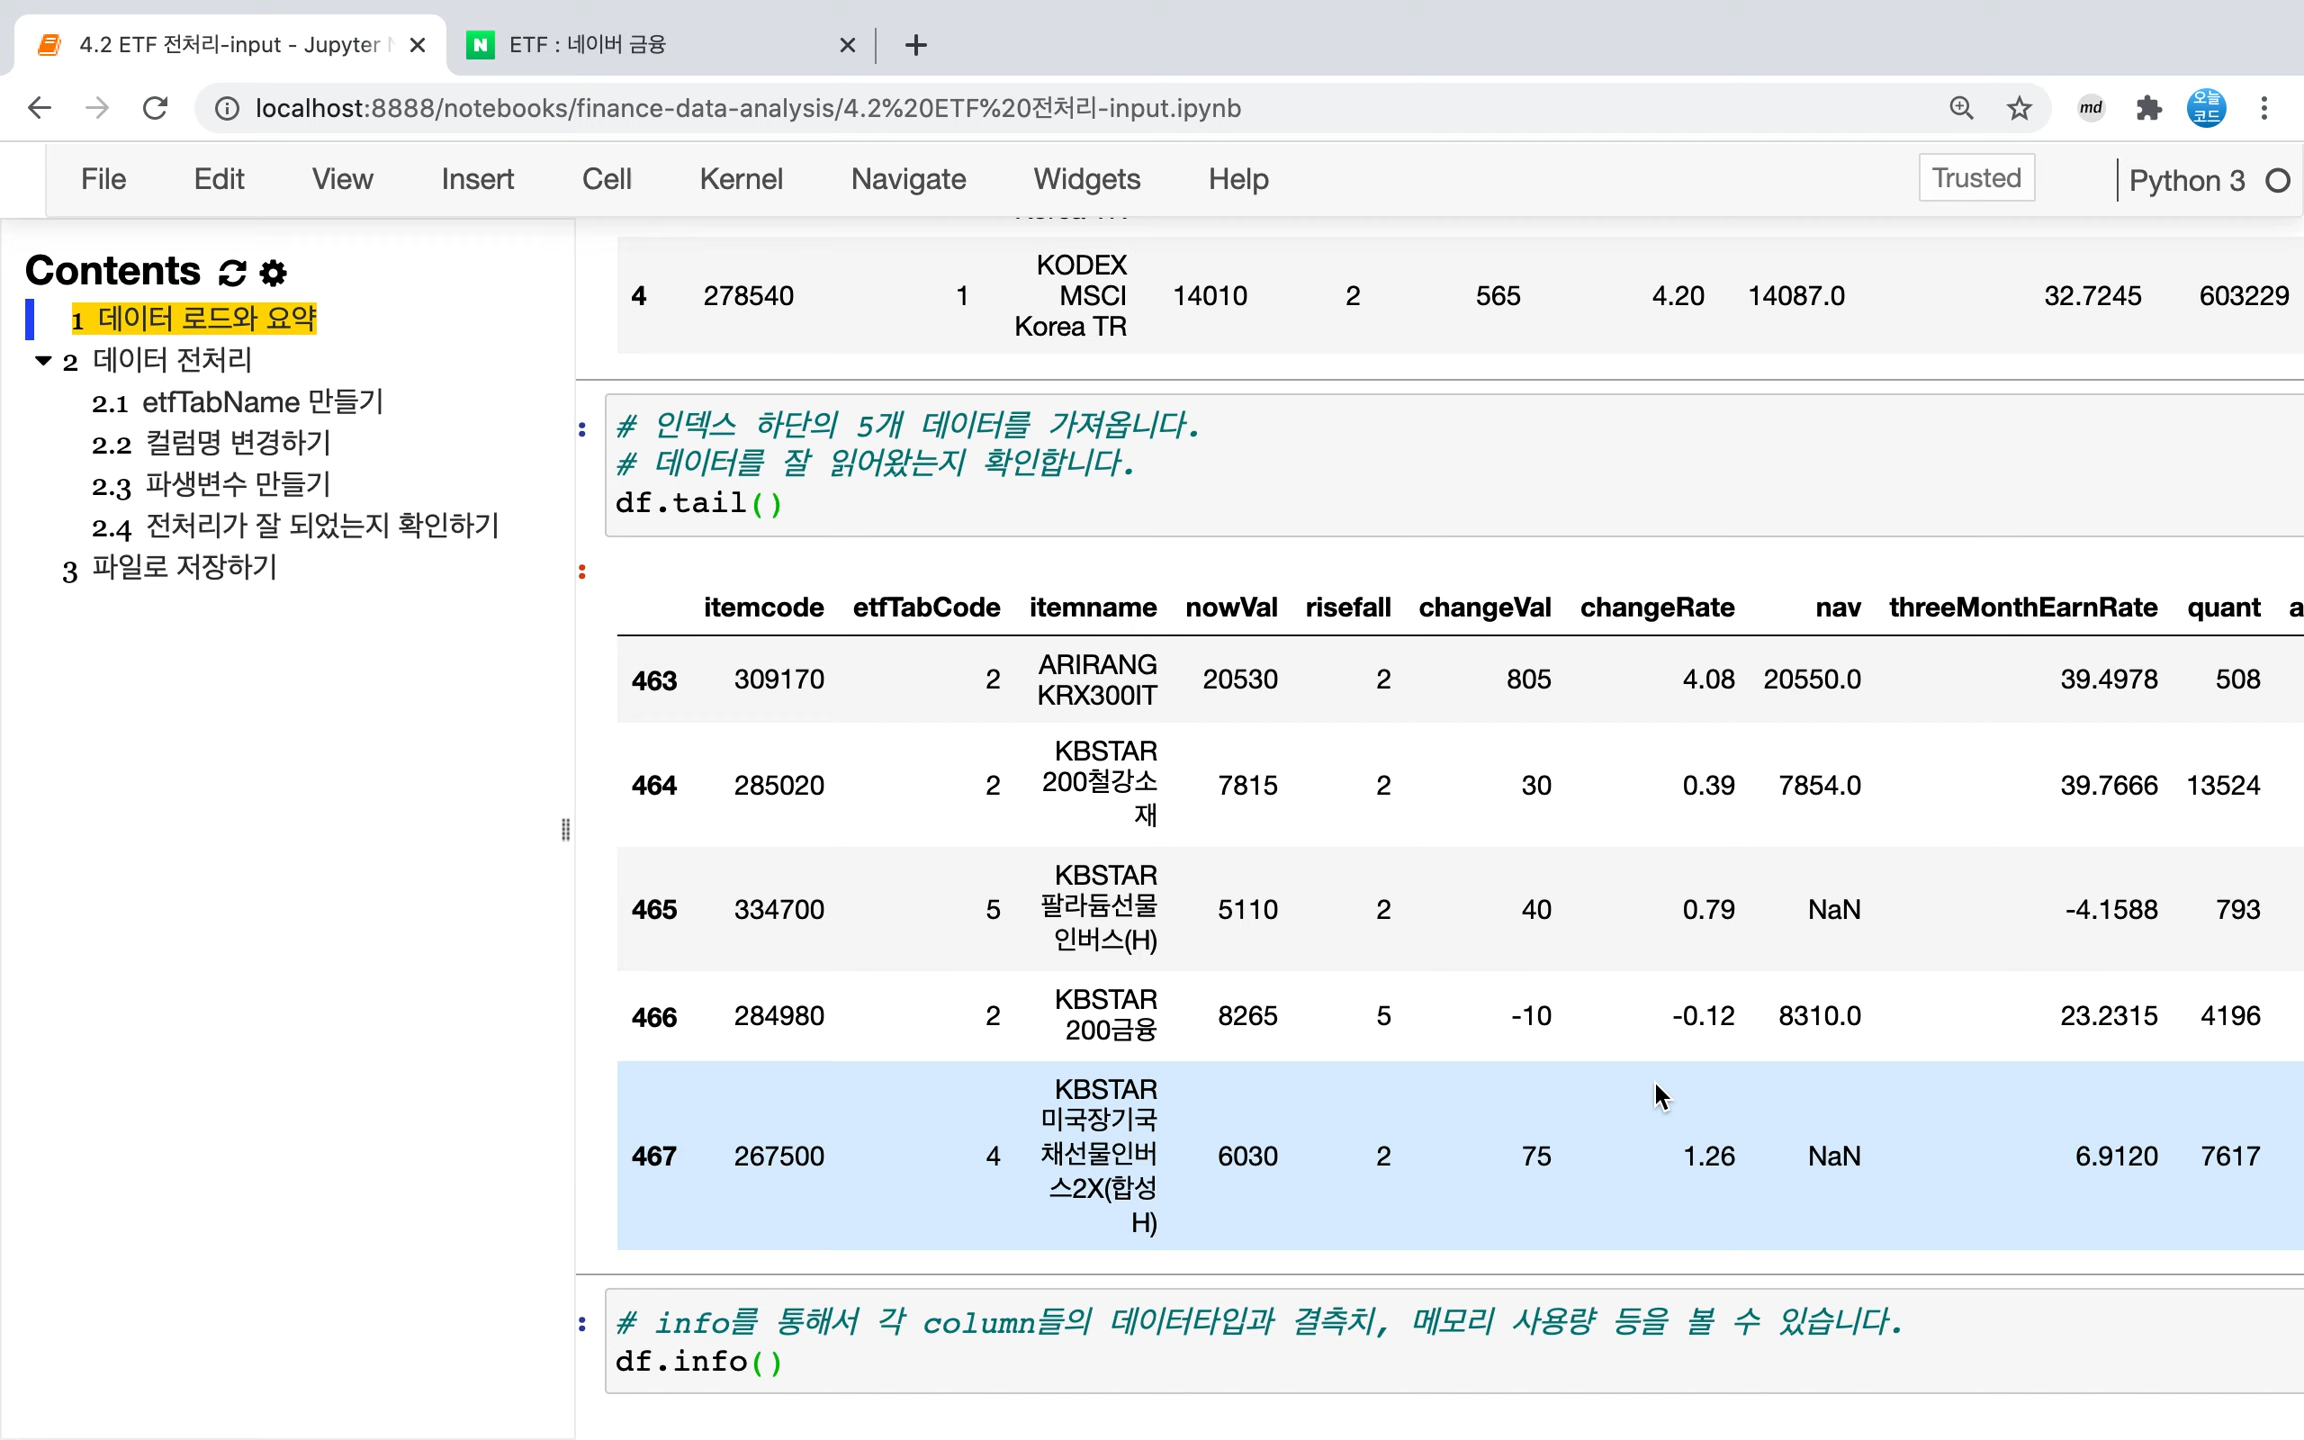 4.2 ETF 전처리-input - Jupyter N
ETF : 네이버 금융
localhost:8888/notebooks/finance-data-analysis/4.2%20ETF%20전처리-input.ipynb
md
오늘
코드
File Edit View Insert Cell Kernel Navigate Widgets Help
Trusted
Python 3
Contents
1 데이터 로드와 요약
2 데이터 전처리
2.1 etfTabName 만들기
2.2 컬럼명 변경하기
2.3 파생변수 만들기
2.4 전처리가 잘 되었는지 확인하기
3 파일로 저장하기
Korea TR
KODEX
4 278540 1 MSCI 14010 2 565 4.20 14087.0 32.7245 603229
Korea TR
# 인덱스 하단의 5개 데이터를 가져옵니다.
# 데이터를 잘 읽어왔는지 확인합니다.
df.tail()
itemcode etfTabCode itemname nowVal risefall changeVal changeRate nav threeMonthEarnRate quant a
ARIRANG
463 309170 2 KRX300IT 20530 2 805 4.08 20550.0 39.4978 508
KBSTAR
464 285020 2 200철강소 7815 2 30 0.39 7854.0 39.7666 13524
재
KBSTAR
465 334700 5 팔라듐선물 5110 2 40 0.79 NaN -4.1588 793
인버스(H)
KBSTAR
466 284980 2 200금융 8265 5 -10 -0.12 8310.0 23.2315 4196
KBSTAR
미국장기국
467 267500 4 채선물인버 6030 2 75 1.26 NaN 6.9120 7617
스2X(합성
H)
# info를 통해서 각 column들의 데이터타입과 결측치, 메모리 사용량 등을 볼 수 있습니다.
df.info()